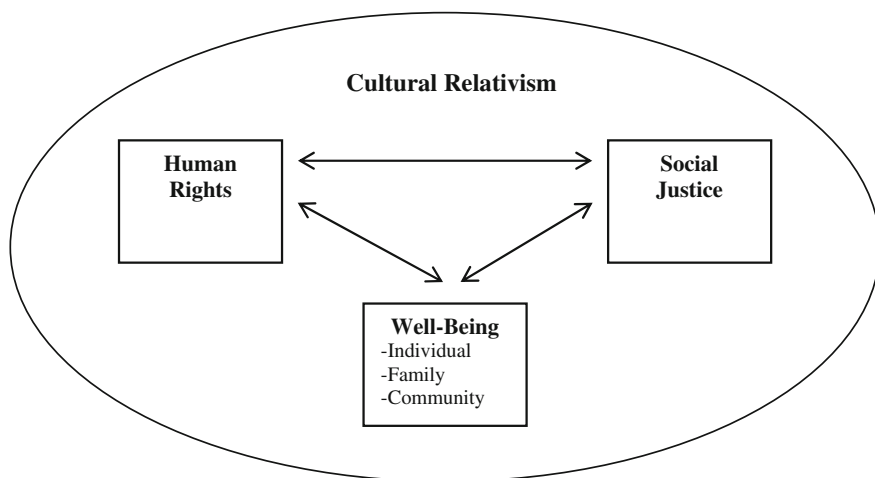 Cultural Relativism
Human
Rights
Social
Justice
Well-Being
-Individual
-Family
-Community